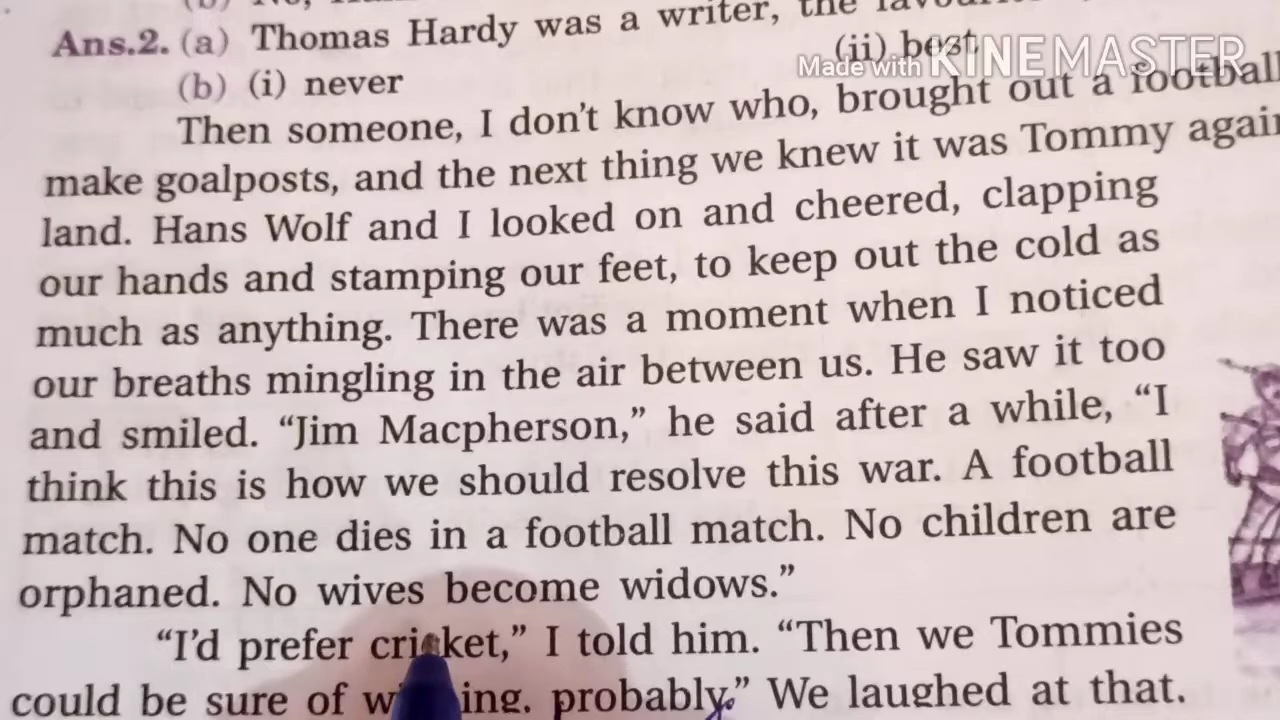 Ans.2. (a) Thomas Hardy was a writer, the
(b) (i) never (ii) best
Made with KINEMASTER
Then someone, I don't know who, brought out a football
make goalposts, and the next thing we knew it was Tommy again
land. Hans Wolf and I looked on and cheered, clapping
our hands and stamping our feet, to keep out the cold as
much as anything. There was a moment when I noticed
our breaths mingling in the air between us. He saw it too
and smiled. “Jim Macpherson,” he said after a while, “I
think this is how we should resolve this war. A football
match. No one dies in a football match. No children are
orphaned. No wives become widows.”
“I'd prefer cricket,” I told him. “Then we Tommies
could be sure of winning, probably.” We laughed at that.